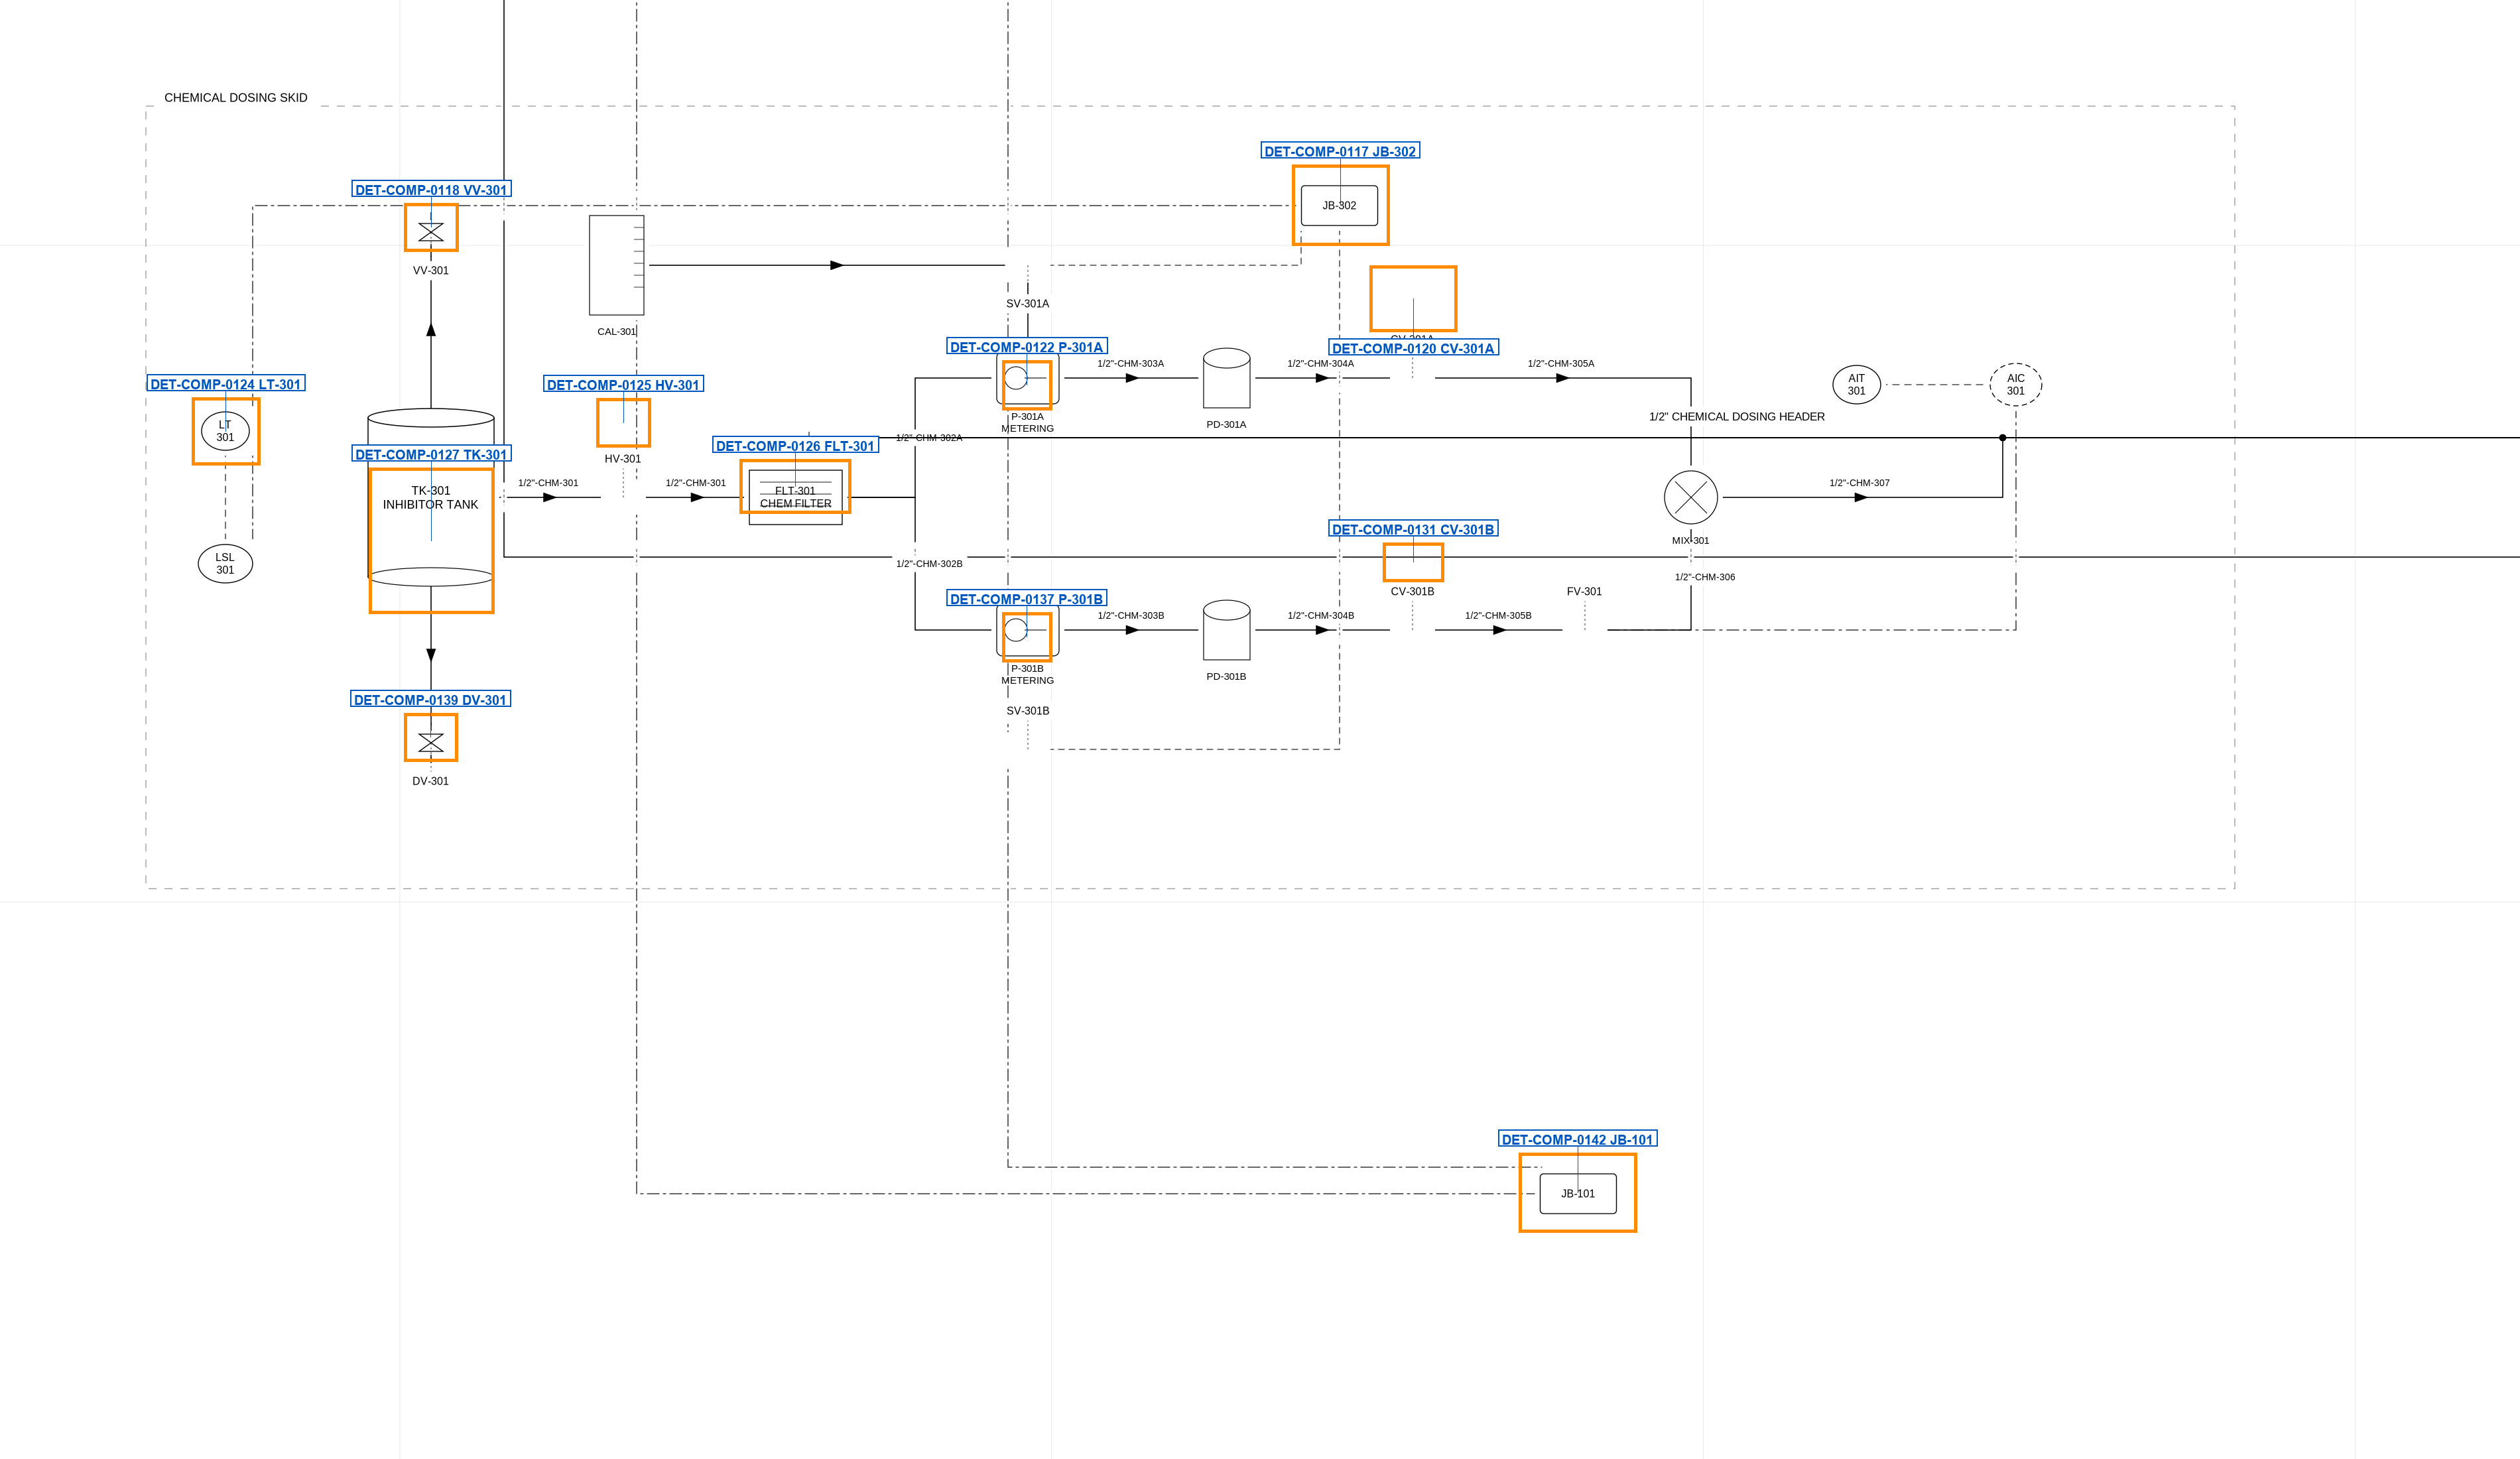 CHEMICAL DOSING SKID
DET-COMP-0117 JB-302
JB-302
DET-COMP-0118 VV-301
VV-301
CAL-301
SV-301A
DET-COMP-0120 CV-301A
DET-COMP-0122 P-301A
P-301A
METERING
1/2"-CHM-303A
PD-301A
1/2"-CHM-304A
1/2"-CHM-305A
AIT
301
AIC
301
DET-COMP-0124 LT-301
LT
301
DET-COMP-0125 HV-301
HV-301
1/2" CHEMICAL DOSING HEADER
1/2"-CHM-302A
DET-COMP-0126 FLT-301
FLT-301
CHEM FILTER
DET-COMP-0127 TK-301
TK-301
INHIBITOR TANK
1/2"-CHM-301
1/2"-CHM-301
1/2"-CHM-307
MIX-301
LSL
301
1/2"-CHM-302B
DET-COMP-0131 CV-301B
CV-301B
FV-301
1/2"-CHM-306
DET-COMP-0137 P-301B
P-301B
METERING
1/2"-CHM-303B
PD-301B
1/2"-CHM-304B
1/2"-CHM-305B
SV-301B
DET-COMP-0139 DV-301
DV-301
DET-COMP-0142 JB-101
JB-101